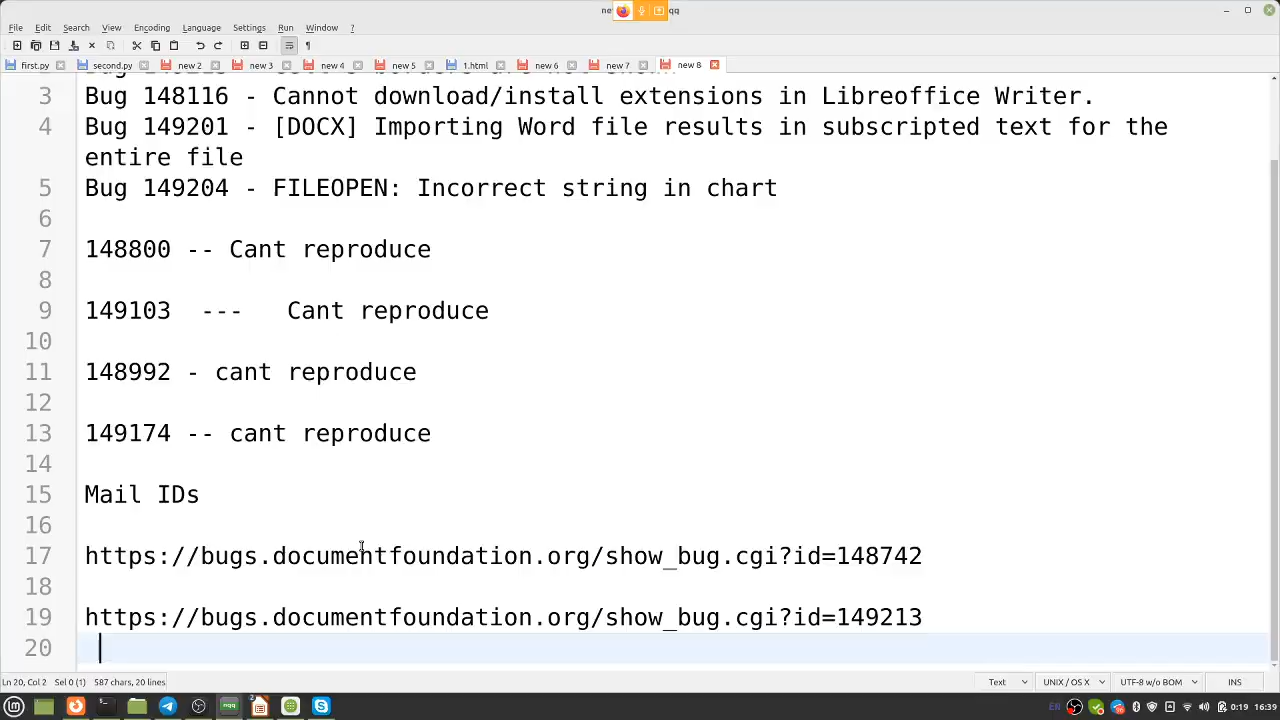 File Edit Search View Encoding Language Settings Run Window ?
first.py second.py new 2 new 3 new 4 new 5 1.html new 6 new 7 new 8
3 Bug 148116 - Cannot download/install extensions in Libreoffice Writer.
4 Bug 149201 - [DOCX] Importing Word file results in subscripted text for the
entire file
5 Bug 149204 - FILEOPEN: Incorrect string in chart
6
7 148800 -- Cant reproduce
8
9 149103 --- Cant reproduce
10
11 148992 - cant reproduce
12
13 149174 -- cant reproduce
14
15 Mail IDs
16
17 https://bugs.documentfoundation.org/show_bug.cgi?id=148742
18
19 https://bugs.documentfoundation.org/show_bug.cgi?id=149213
20
Ln 20, Col 2 Sel 0 (1) 587 chars, 20 lines Text UNIX / OS X UTF-8 w/o BOM INS
nqq EN 0:19 16:39